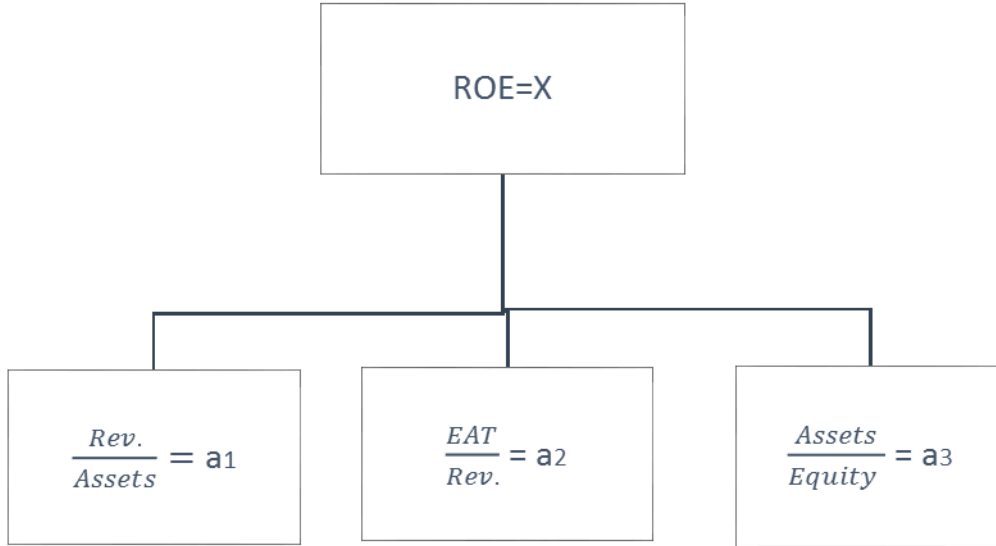 ROE=X
Rev./Assets = a1
EAT/Rev. = a2
Assets/Equity = a3